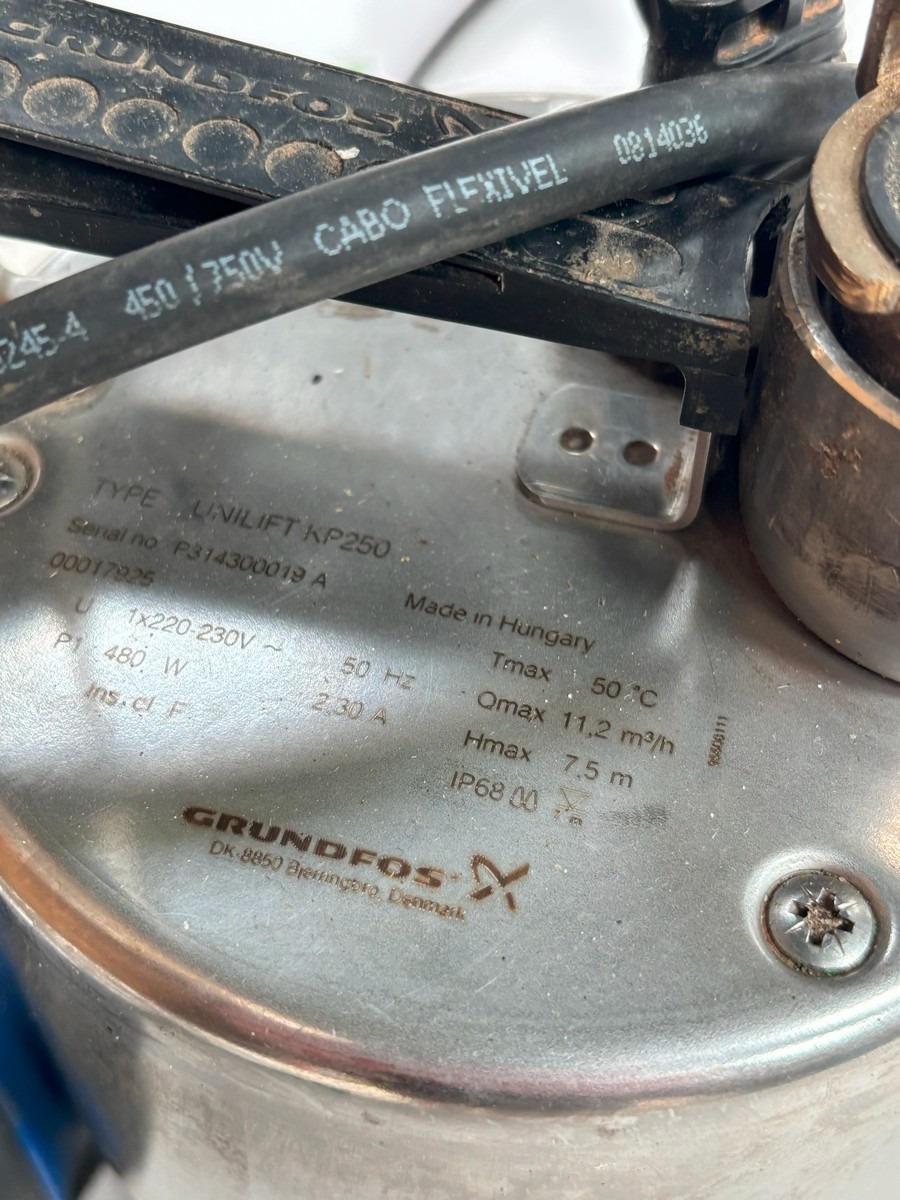 GRUNDFOS
245-4 450/750V CABO FLEXIVEL 0814036
TYPE UNILIFT KP250
Serial no P314300019 A
00017925
U 1x220-230V ~ 50 Hz
P1 480 W 2.30 A
Ins.cl F
Made in Hungary
Tmax 50 °C
Qmax 11,2 m³/h
Hmax 7.5 m
IP68
GRUNDFOS
DK-8850 Bjerringbro, Denmark